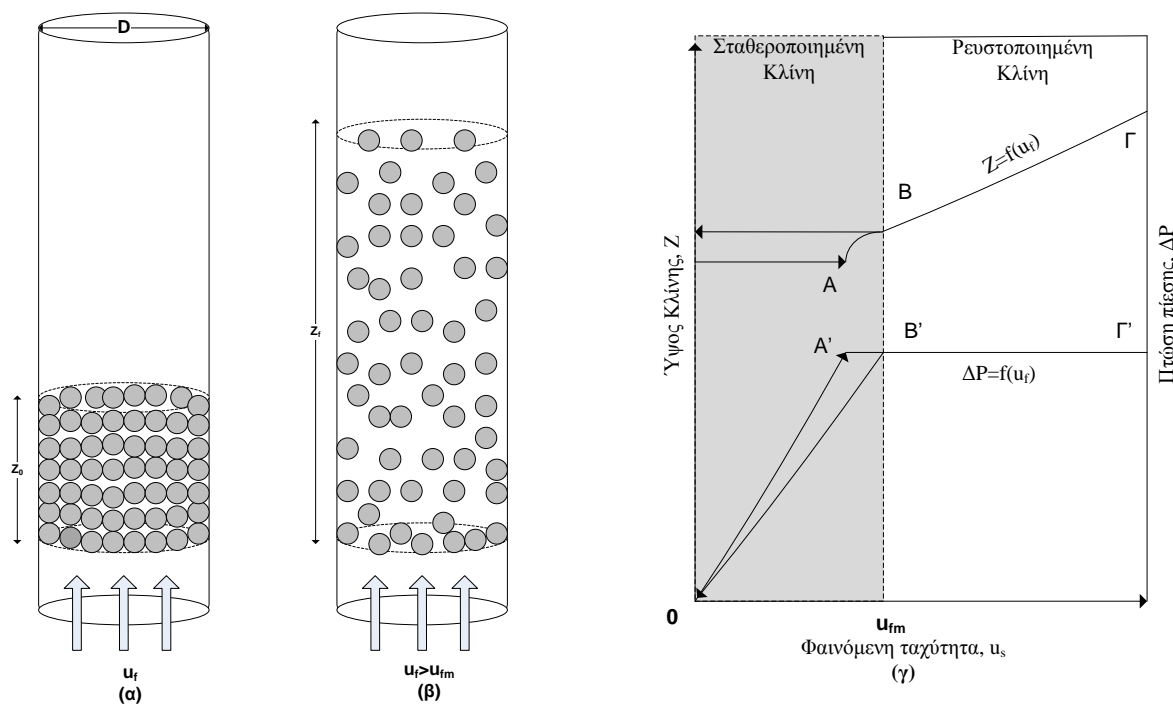 D
z₀
u_f
(α)
z_f
u_f>u_fm
(β)
Σταθεροποιημένη
Κλίνη
Ρευστοποιημένη
Κλίνη
Ύψος Κλίνης, Ζ
Πτώση πίεσης, ΔΡ
Z=f(u_f)
Γ
B
A
A’
B’
Γ’
ΔP=f(u_f)
0
u_fm
Φαινόμενη ταχύτητα, u_s
(γ)